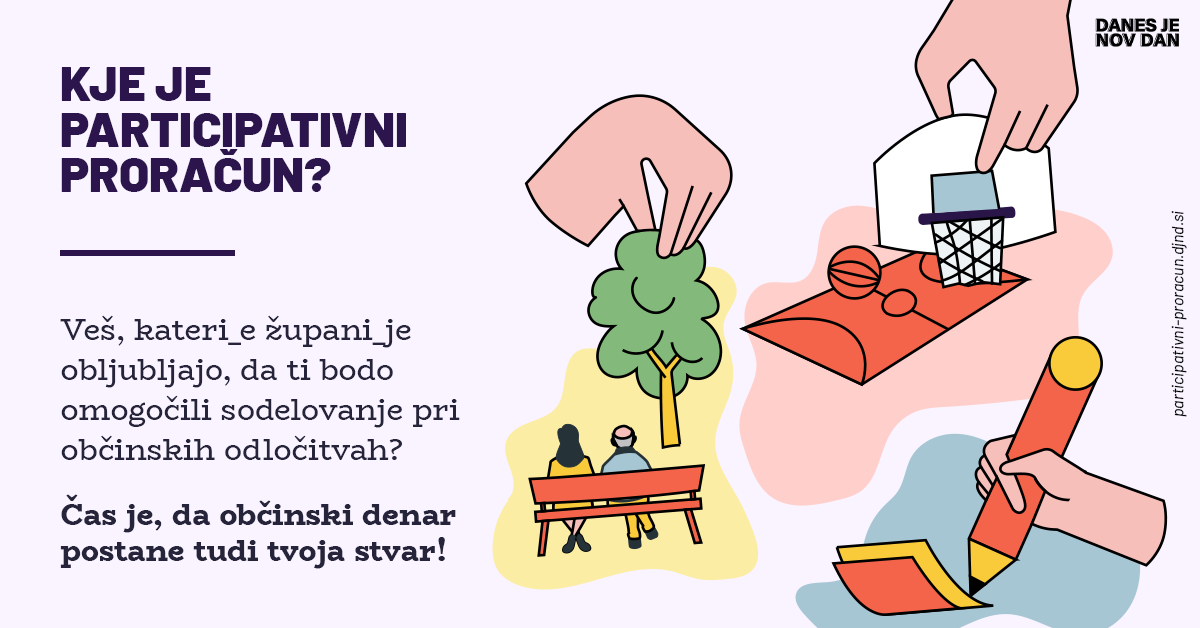 KJE JE
PARTICIPATIVNI
PRORAČUN?
Veš, kateri_e župani_je
obljubljajo, da ti bodo
omogočili sodelovanje pri
občinskih odločitvah?
Čas je, da občinski denar
postane tudi tvoja stvar!
DANES JE
NOV DAN
participativni-proracun.djnd.si